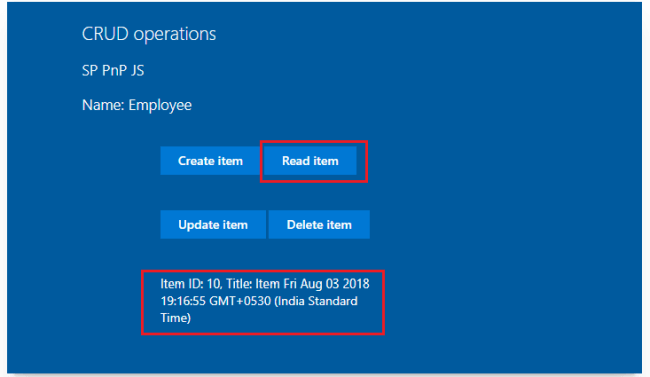 CRUD operations
SP PnP JS
Name: Employee
Create item
Read item
Update item
Delete item
Item ID: 10, Title: Item Fri Aug 03 2018
19:16:55 GMT+0530 (India Standard
Time)